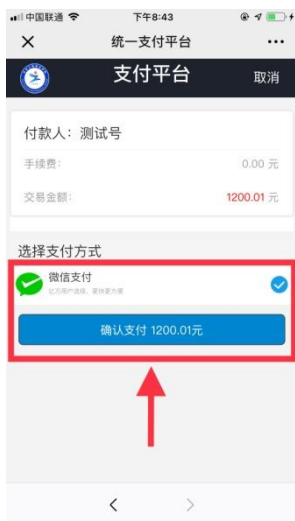 中国联通 下午8:43
统一支付平台
支付平台 取消
付款人：测试号
手续费： 0.00 元
交易金额： 1200.01 元
选择支付方式
微信支付
亿万用户选择，更快更方便
确认支付 1200.01元